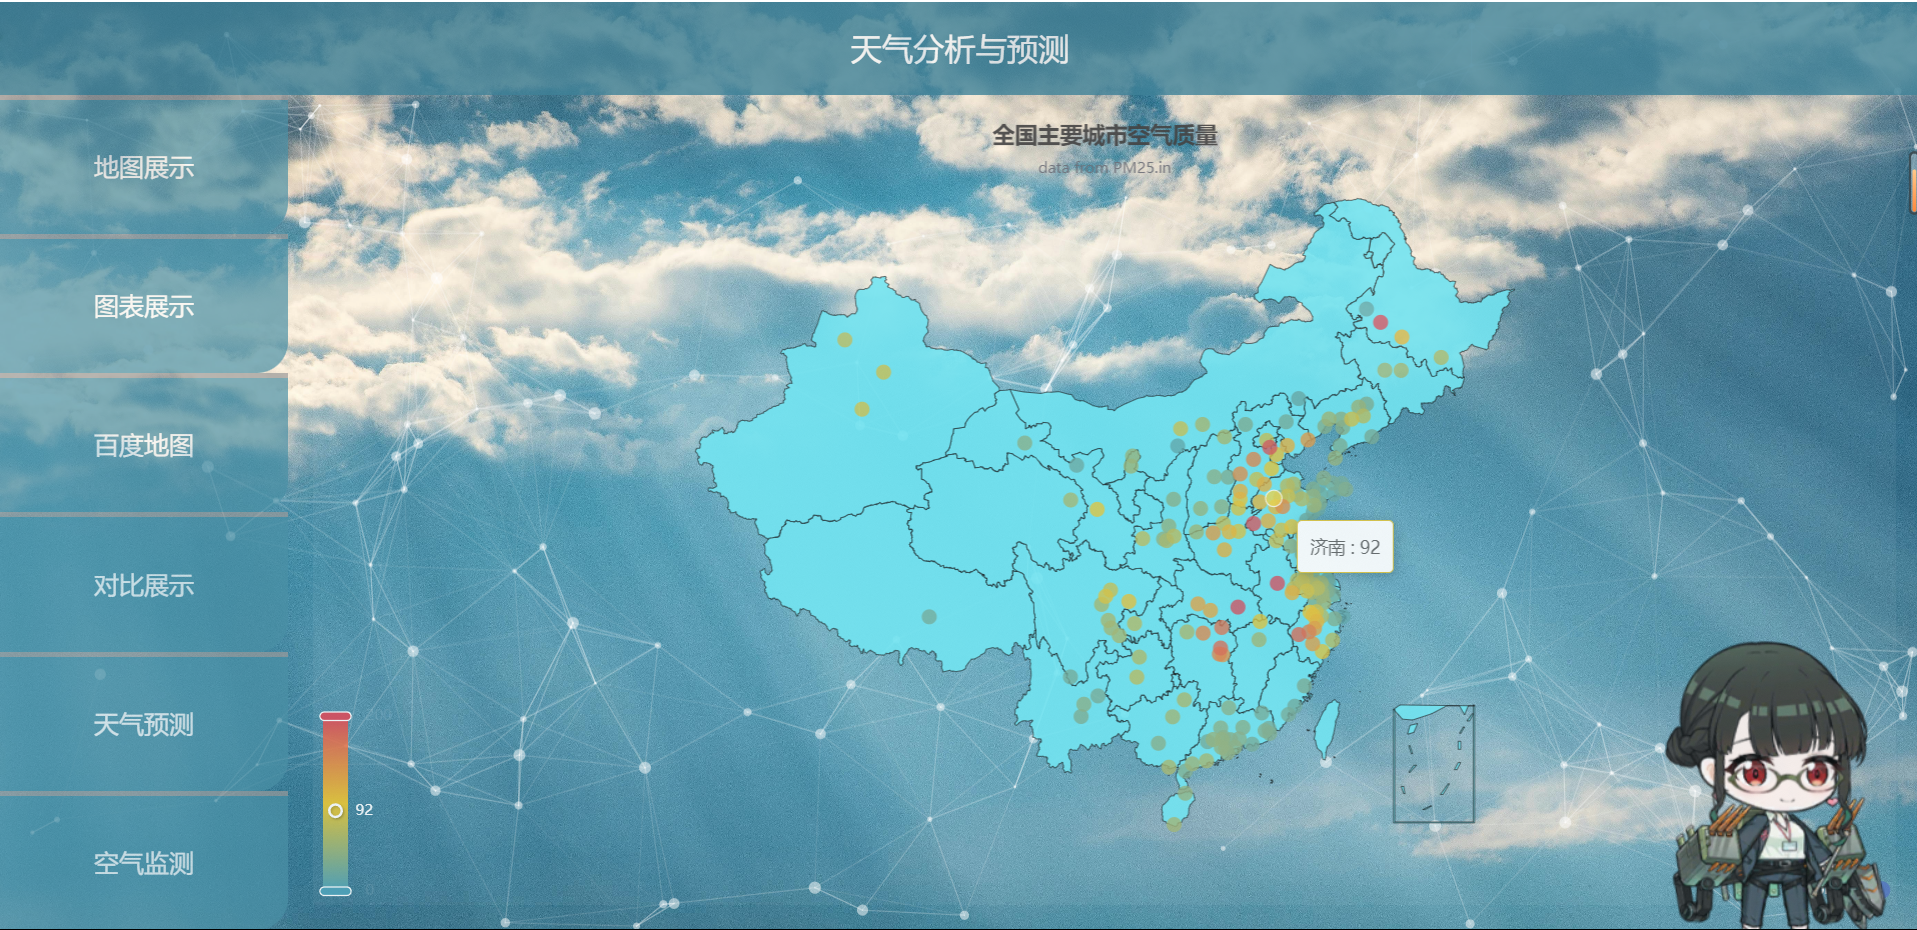 天气分析与预测
地图展示
图表展示
百度地图
对比展示
天气预测
空气监测
全国主要城市空气质量
data from PM25.in
济南 : 92
200
92
0